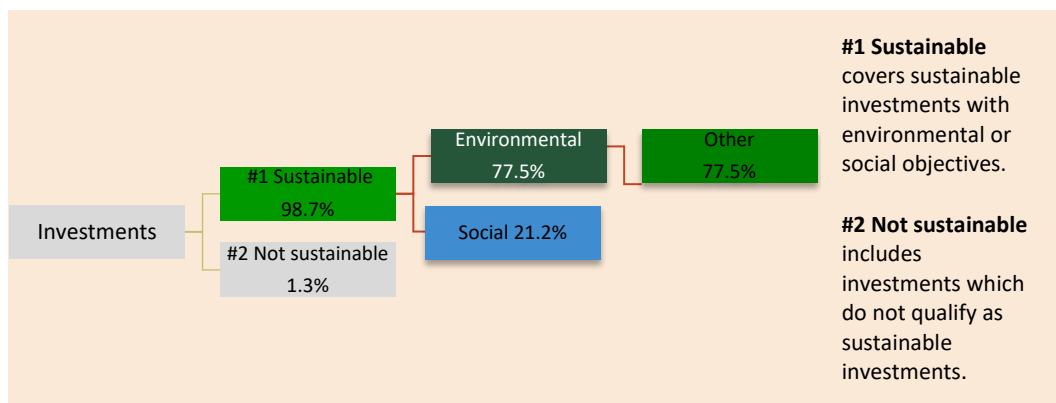 Investments
#1 Sustainable
98.7%
#2 Not sustainable
1.3%
Environmental
77.5%
Social 21.2%
Other
77.5%
#1 Sustainable
covers sustainable
investments with
environmental or
social objectives.
#2 Not sustainable
includes
investments which
do not qualify as
sustainable
investments.